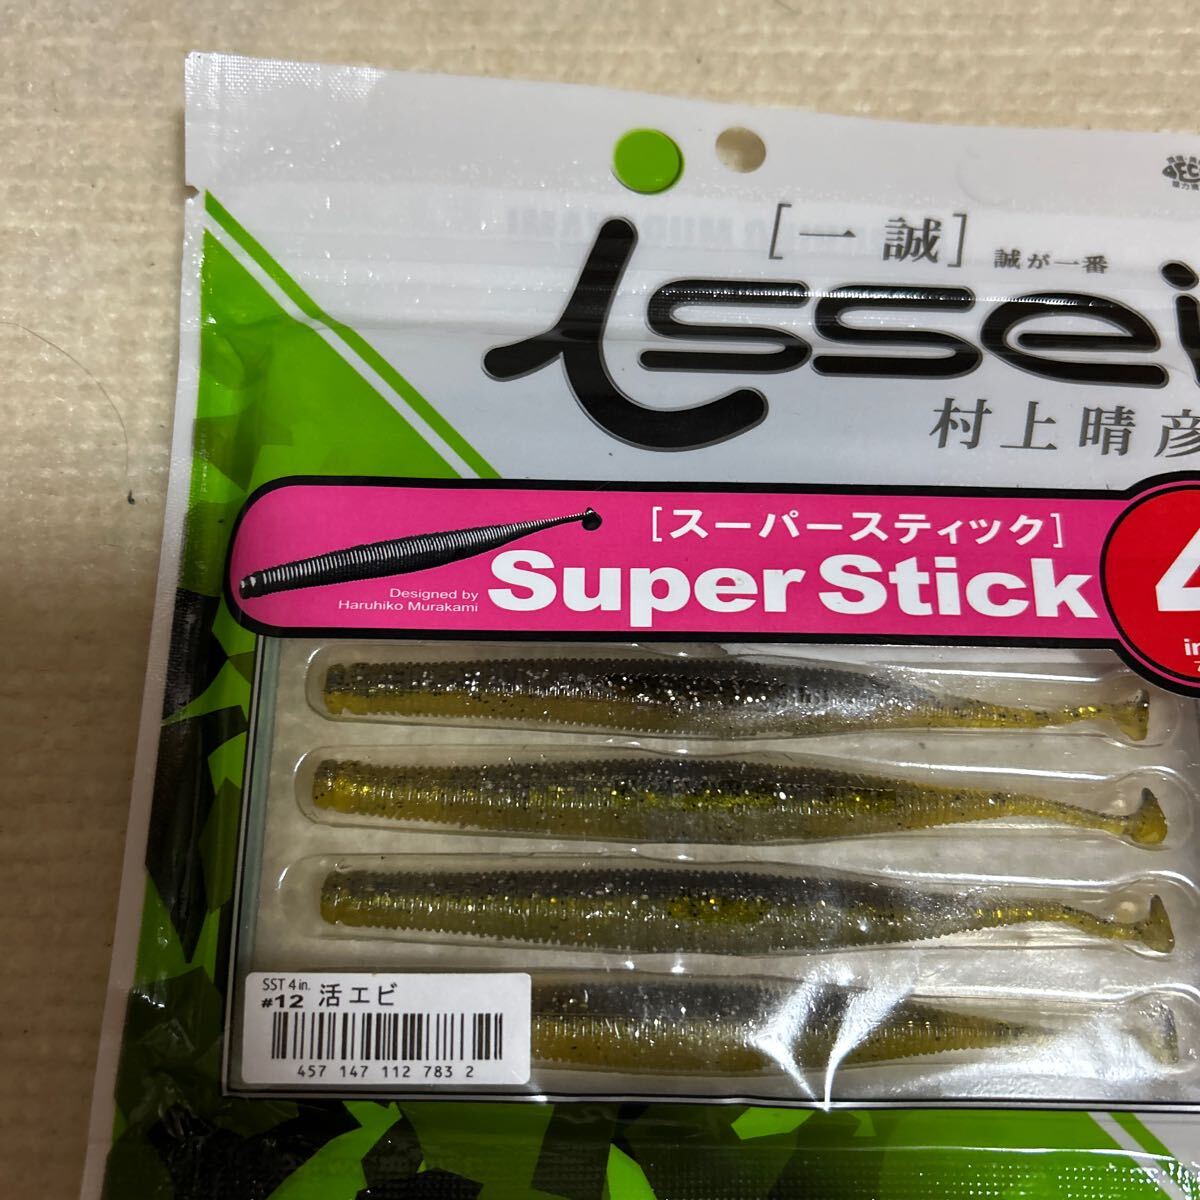 [一誠] 誠が一番
issei
村上晴彦
[スーパースティック]
Super Stick
Designed by
Haruhiko Murakami
4
in
SST 4 in.
#12 活エビ
457 147 112 783 2